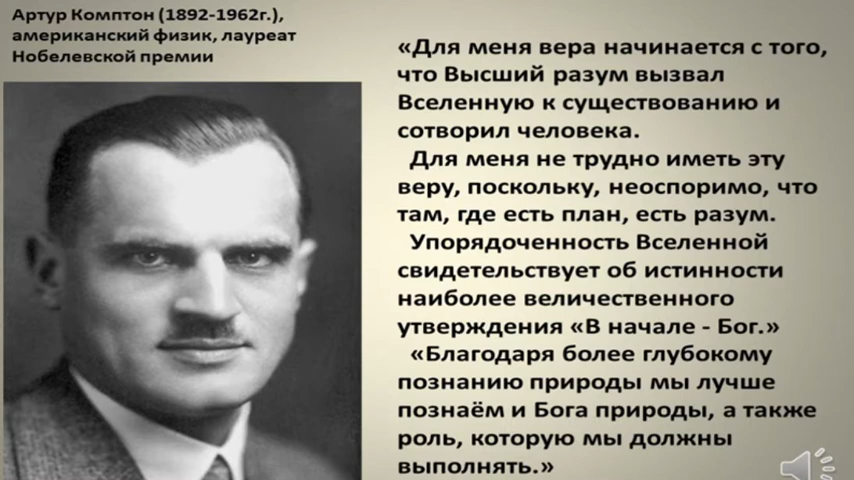 Артур Комптон (1892-1962г.),
американский физик, лауреат
Нобелевской премии
«Для меня вера начинается с того,
что Высший разум вызвал
Вселенную к существованию и
сотворил человека.
Для меня не трудно иметь эту
веру, поскольку, неоспоримо, что
там, где есть план, есть разум.
Упорядоченность Вселенной
свидетельствует об истинности
наиболее величественного
утверждения «В начале - Бог.»
«Благодаря более глубокому
познанию природы мы лучше
познаём и Бога природы, а также
роль, которую мы должны
выполнять.»